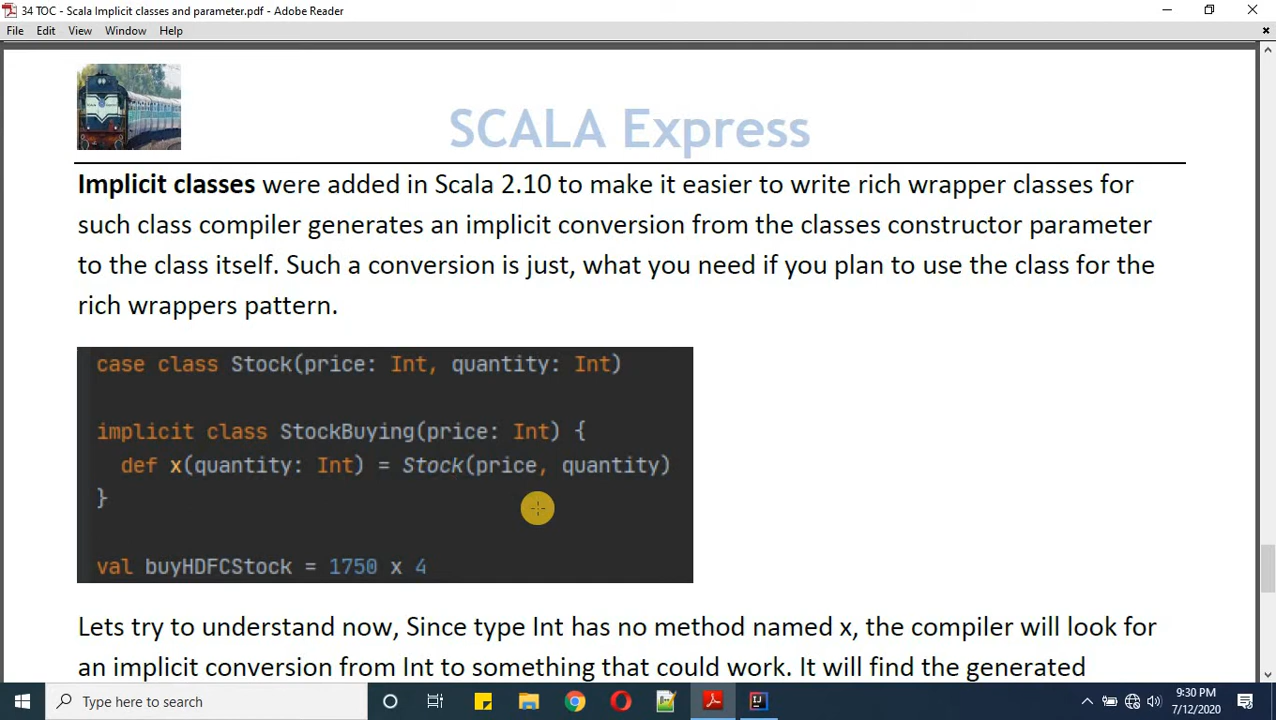 34 TOC - Scala Implicit classes and parameter.pdf - Adobe Reader
File Edit View Window Help
SCALA Express
Implicit classes were added in Scala 2.10 to make it easier to write rich wrapper classes for
such class compiler generates an implicit conversion from the classes constructor parameter
to the class itself. Such a conversion is just, what you need if you plan to use the class for the
rich wrappers pattern.
case class Stock(price: Int, quantity: Int)
implicit class StockBuying(price: Int) {
def x(quantity: Int) = Stock(price, quantity)
}
val buyHDFCStock = 1750 x 4
Lets try to understand now, Since type Int has no method named x, the compiler will look for
an implicit conversion from Int to something that could work. It will find the generated
Type here to search
9:30 PM
7/12/2020